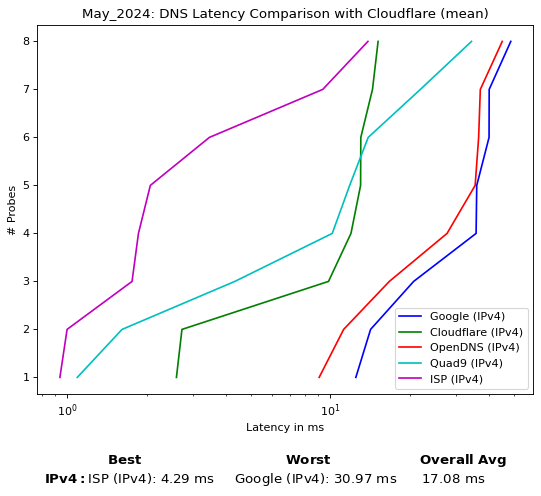 May_2024: DNS Latency Comparison with Cloudflare (mean)
8
7
6
5
4
3
2
1
# Probes
10⁰ 10¹
Latency in ms
Google (IPv4)
Cloudflare (IPv4)
OpenDNS (IPv4)
Quad9 (IPv4)
ISP (IPv4)
Best Worst Overall Avg
IPv4: ISP (IPv4): 4.29 ms Google (IPv4): 30.97 ms 17.08 ms